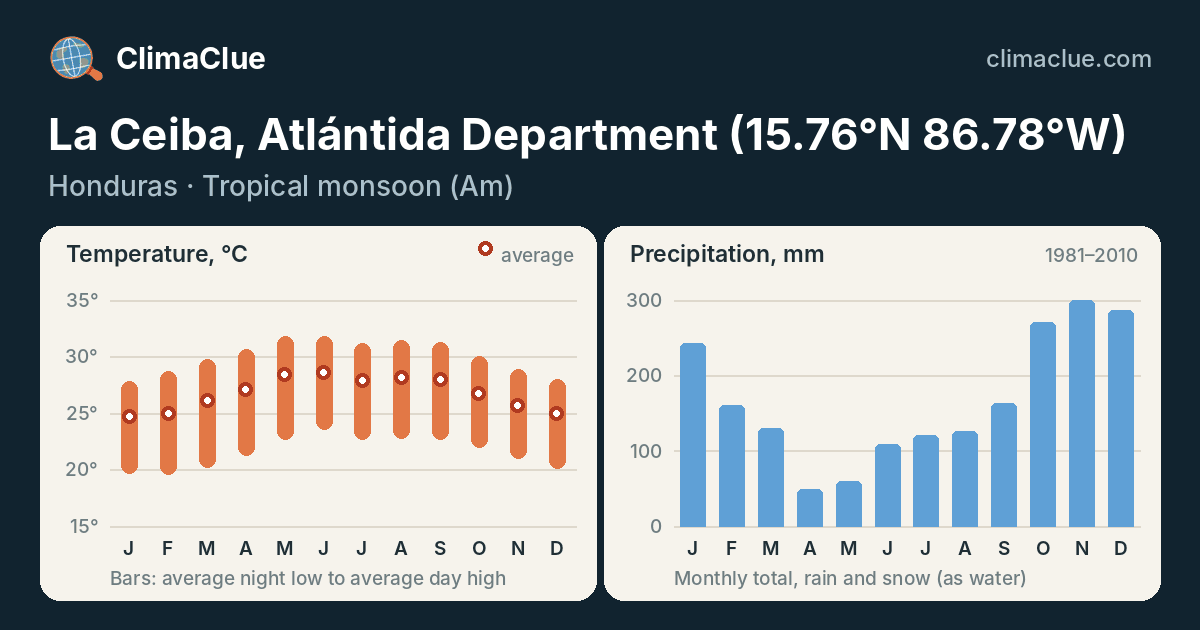 ClimaClue
climaclue.com
La Ceiba, Atlántida Department (15.76°N 86.78°W)
Honduras · Tropical monsoon (Am)
Temperature, °C
average
35°
30°
25°
20°
15°
J F M A M J J A S O N D
Bars: average night low to average day high
Precipitation, mm
1981–2010
300
200
100
0
J F M A M J J A S O N D
Monthly total, rain and snow (as water)